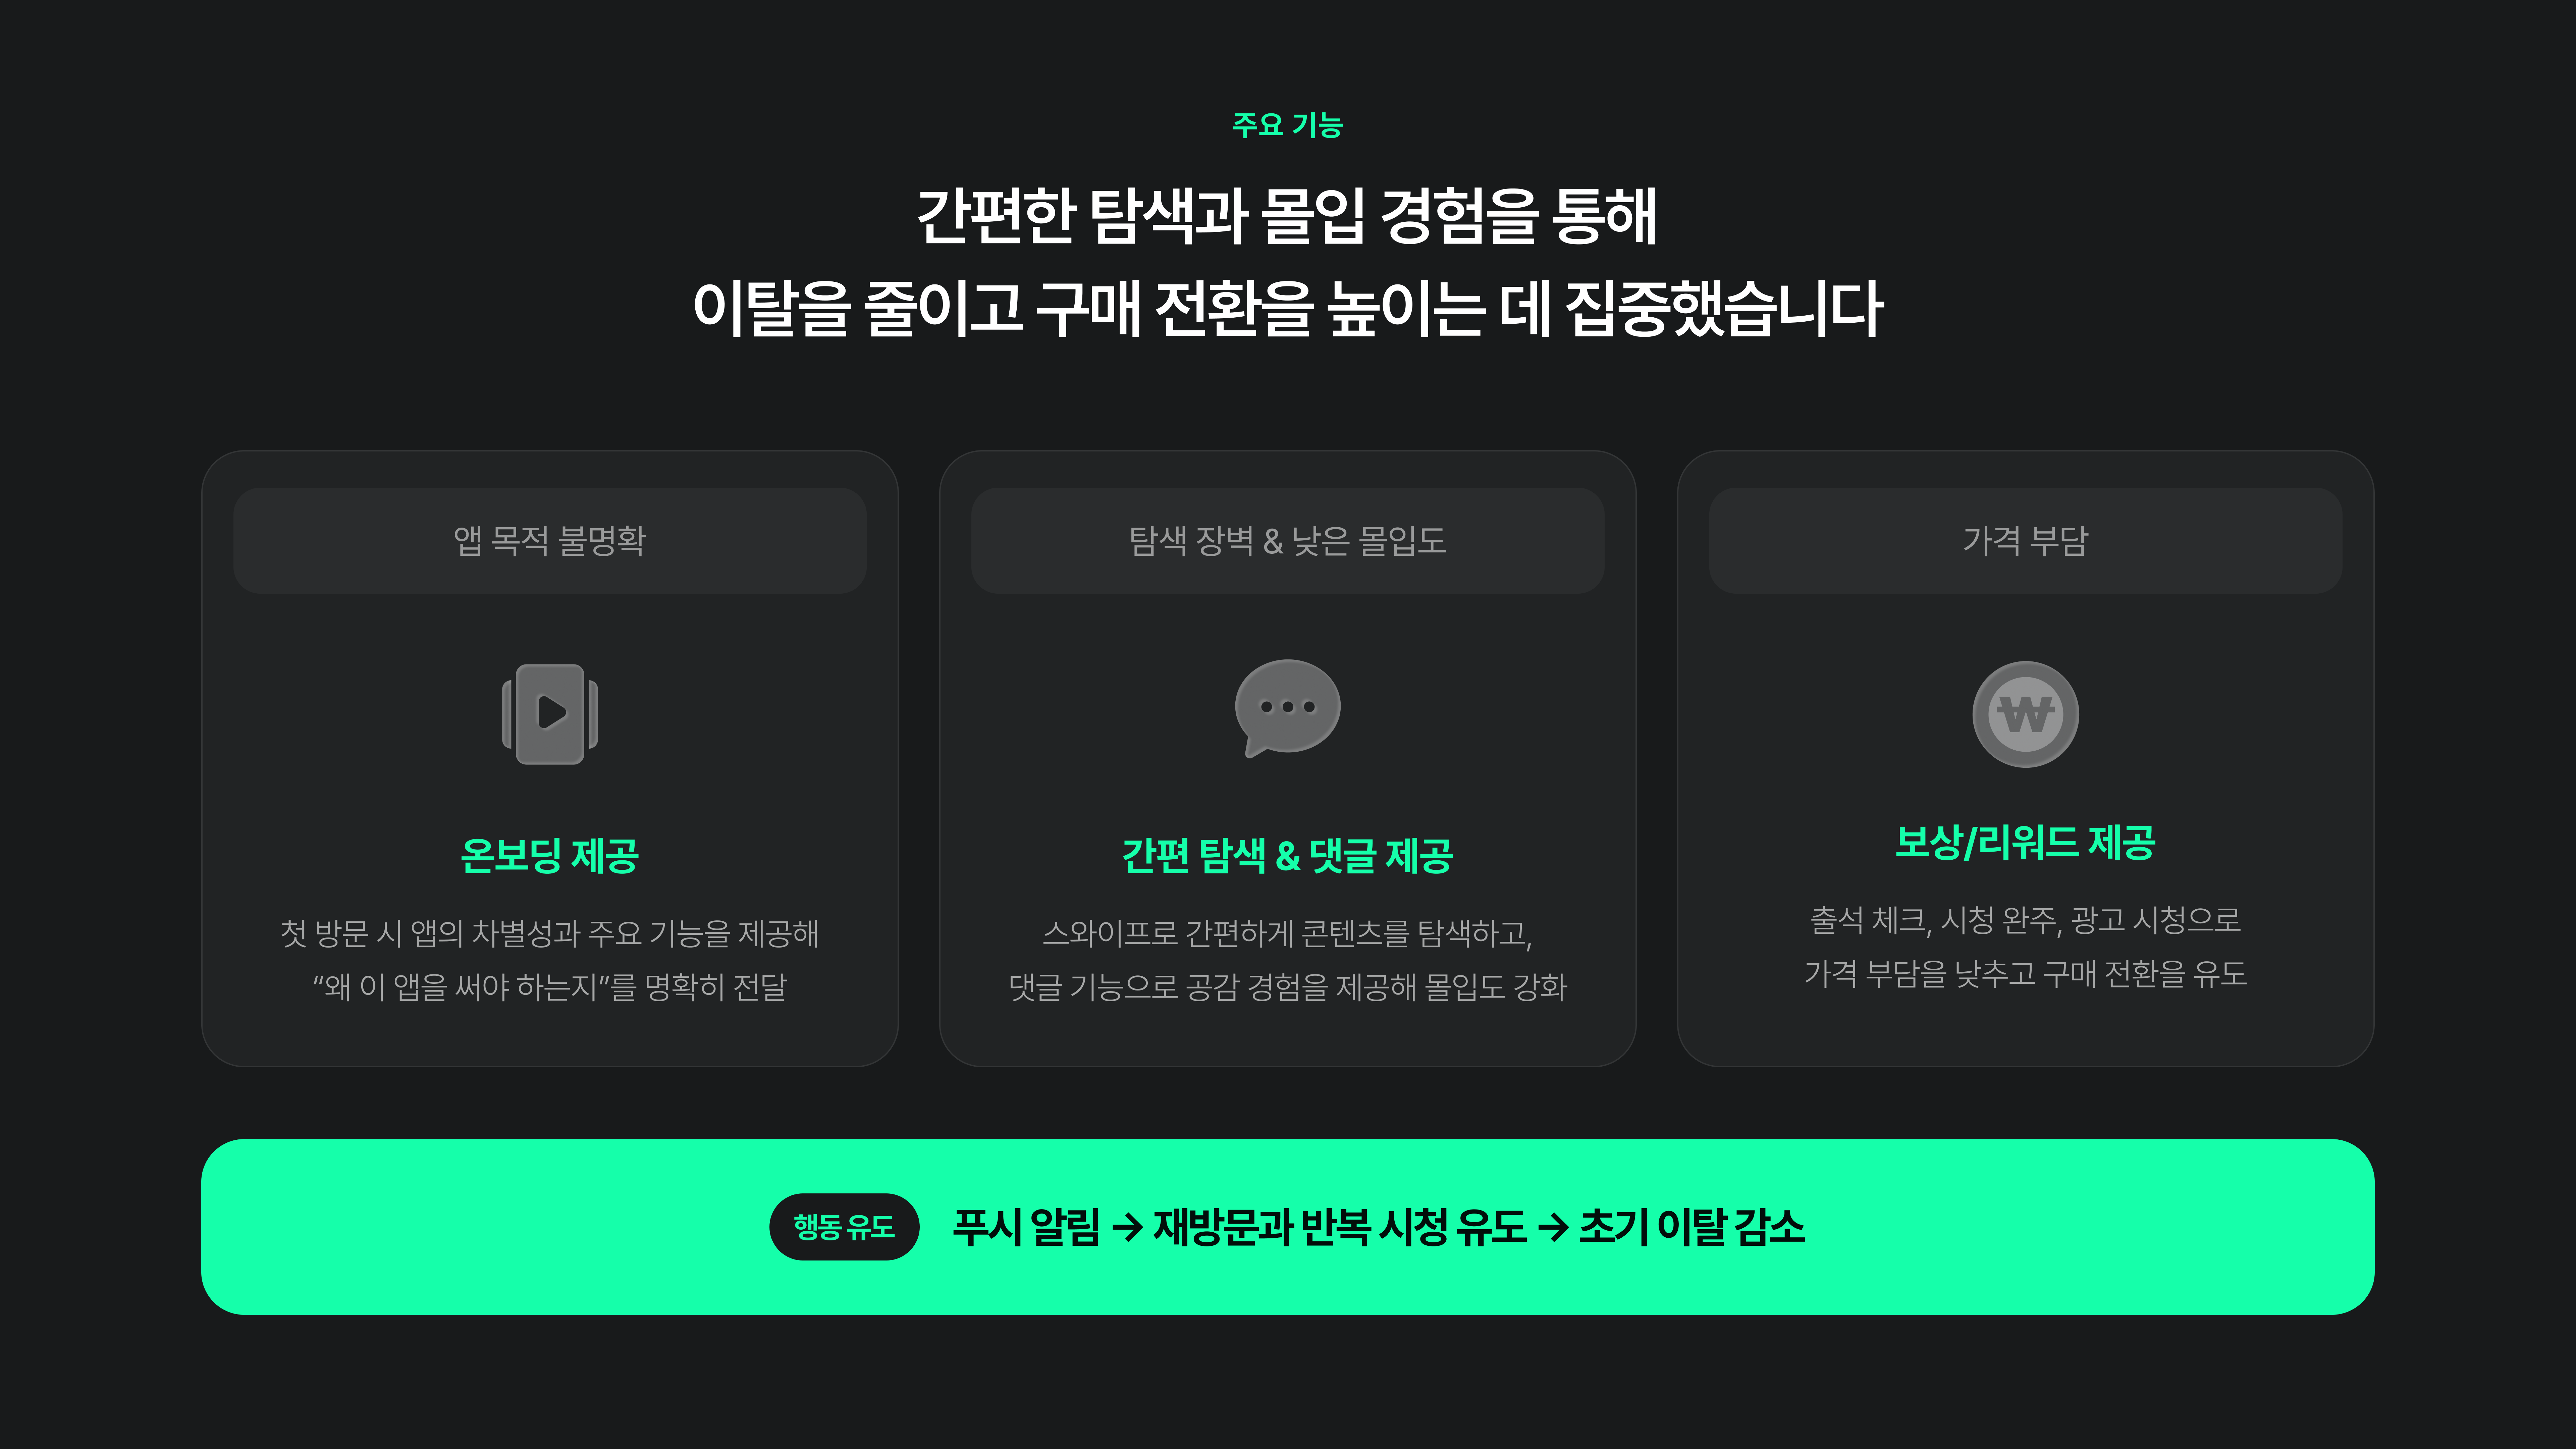 주요 기능
간편한 탐색과 몰입 경험을 통해
이탈을 줄이고 구매 전환을 높이는 데 집중했습니다
앱 목적 불명확
온보딩 제공
첫 방문 시 앱의 차별성과 주요 기능을 제공해
“왜 이 앱을 써야 하는지”를 명확히 전달
탐색 장벽 & 낮은 몰입도
간편 탐색 & 댓글 제공
스와이프로 간편하게 콘텐츠를 탐색하고,
댓글 기능으로 공감 경험을 제공해 몰입도 강화
가격 부담
₩
보상/리워드 제공
출석 체크, 시청 완주, 광고 시청으로
가격 부담을 낮추고 구매 전환을 유도
행동 유도 푸시 알림 → 재방문과 반복 시청 유도 → 초기 이탈 감소